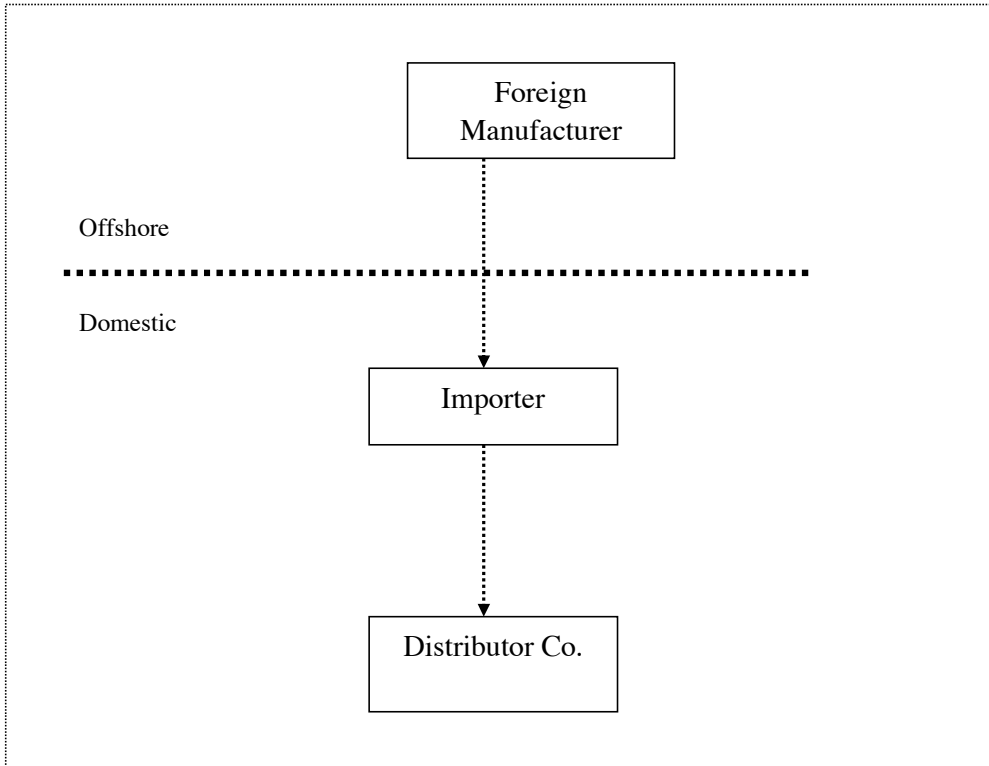 Foreign
Manufacturer
Offshore
Domestic
Importer
Distributor Co.